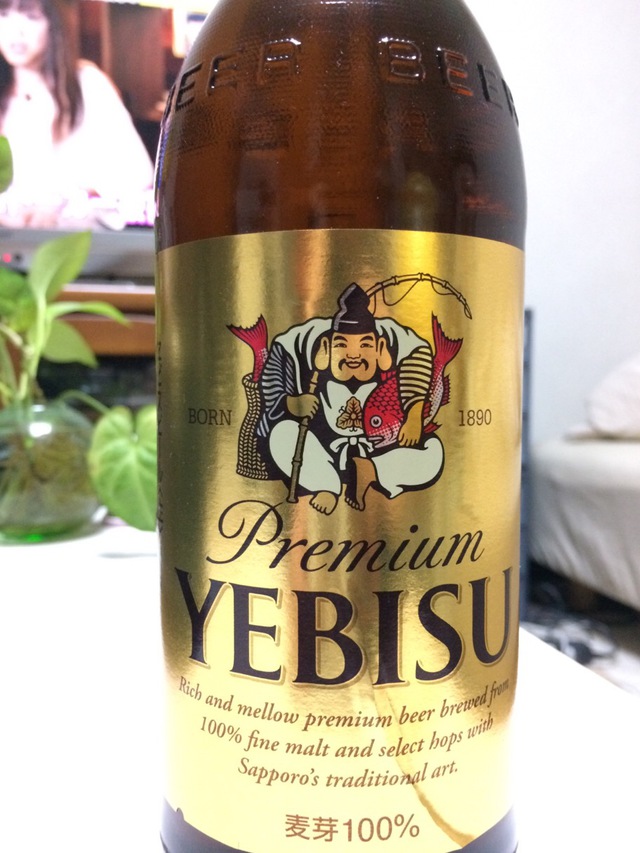 BEER BEER
BORN 1890
Premium
YEBISU
Rich and mellow premium beer brewed from
100% fine malt and select hops with
Sapporo's traditional art.
麦芽100%